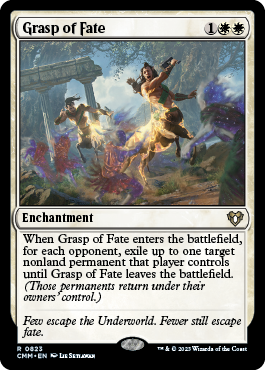 Grasp of Fate 1
Enchantment
When Grasp of Fate enters the battlefield,
for each opponent, exile up to one target
nonland permanent that player controls
until Grasp of Fate leaves the battlefield.
(Those permanents return under their
owners' control.)
Few escape the Underworld. Fewer still escape
fate.
R 0823
CMM • EN Lie Setiawan
™ & © 2023 Wizards of the Coast